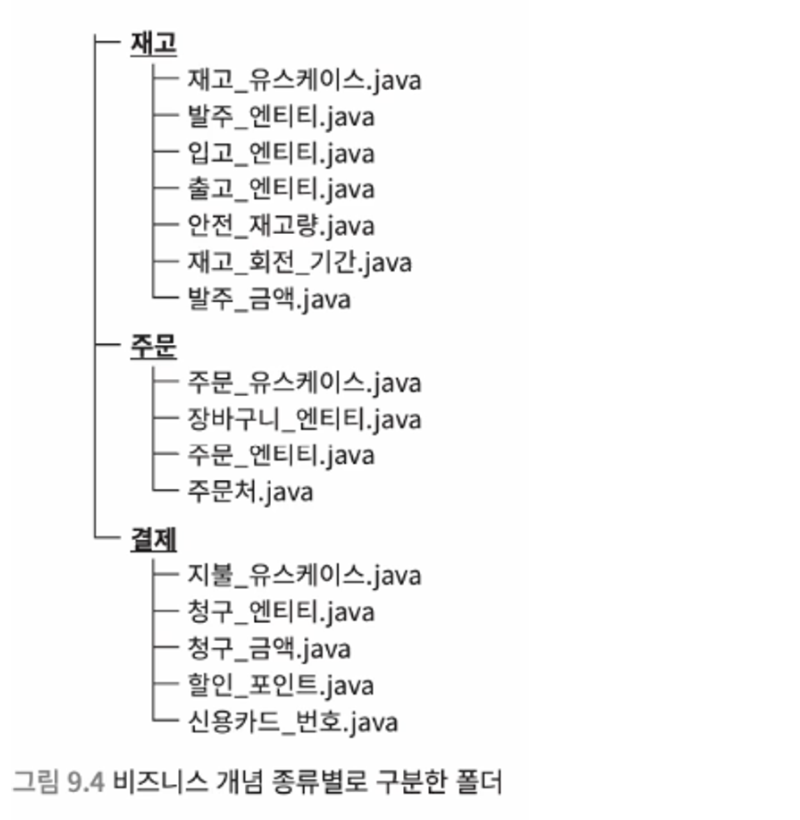 재고
재고_유스케이스.java
발주_엔티티.java
입고_엔티티.java
출고_엔티티.java
안전_재고량.java
재고_회전_기간.java
발주_금액.java
주문
주문_유스케이스.java
장바구니_엔티티.java
주문_엔티티.java
주문처.java
결제
지불_유스케이스.java
청구_엔티티.java
청구_금액.java
할인_포인트.java
신용카드_번호.java
그림 9.4 비즈니스 개념 종류별로 구분한 폴더